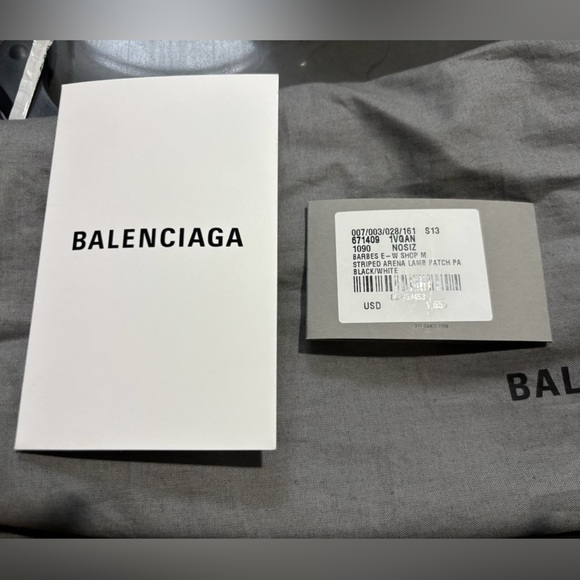 BALENCIAGA
007/003/028/161 S13
671409 1VGAN
1090 NOSIZ
BARBES E-W SHOP M
STRIPED ARENA LAMB PATCH PA
BLACK/WHITE
USD
BAL